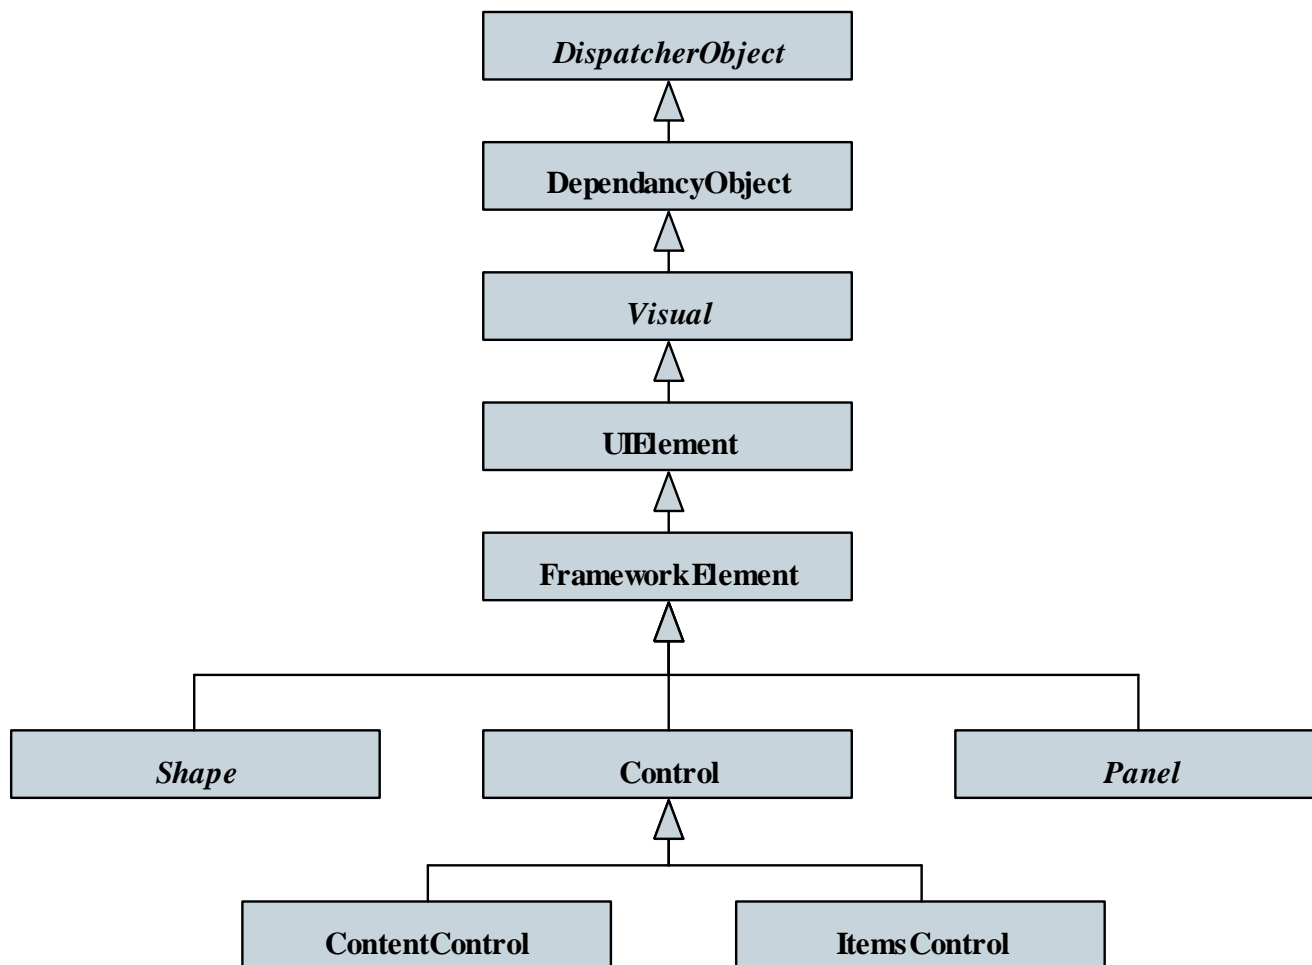 DispatcherObject
DependancyObject
Visual
UIElement
FrameworkElement
Shape
Control
Panel
ContentControl
ItemsControl